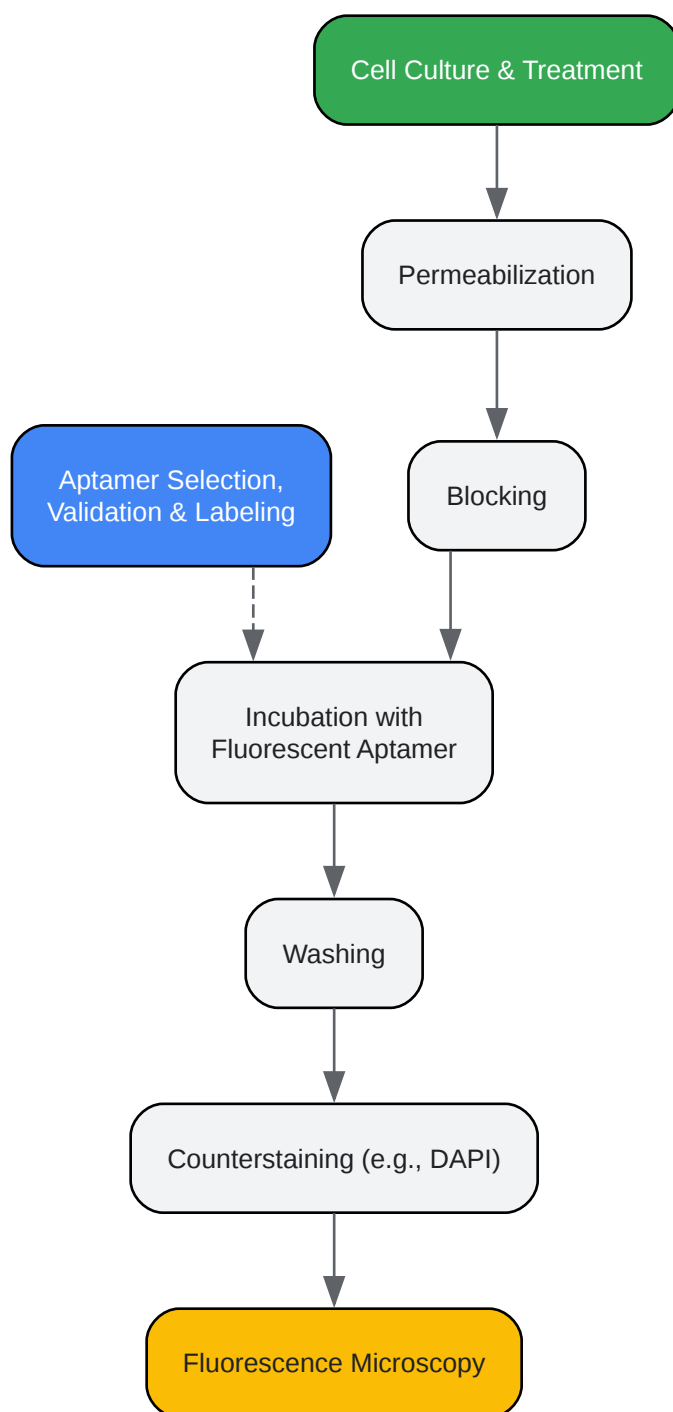 Cell Culture & Treatment
Permeabilization
Aptamer Selection,
Validation & Labeling
Blocking
Incubation with
Fluorescent Aptamer
Washing
Counterstaining (e.g., DAPI)
Fluorescence Microscopy